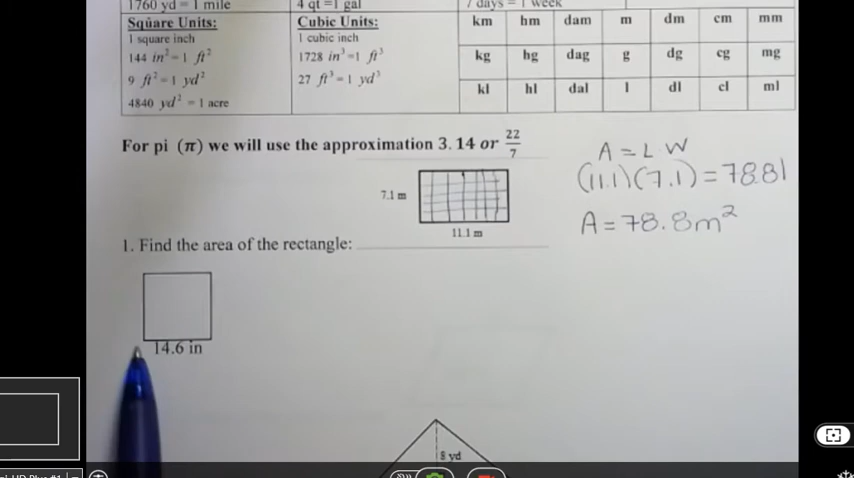 1760 yd = 1 mile
4 qt = 1 gal
7 days = 1 week
Square Units:
1 square inch
144 in² = 1 ft²
9 ft² = 1 yd²
4840 yd² = 1 acre
Cubic Units:
1 cubic inch
1728 in³ = 1 ft³
27 ft³ = 1 yd³
km hm dam m dm cm mm
kg hg dag g dg cg mg
kl hl dal l dl cl ml
For pi (π) we will use the approximation 3.14 or 22/7
7.1 m
11.1 m
A = L W
(11.1)(7.1) = 78.81
A = 78.8m²
1. Find the area of the rectangle:
14.6 in
8 yd